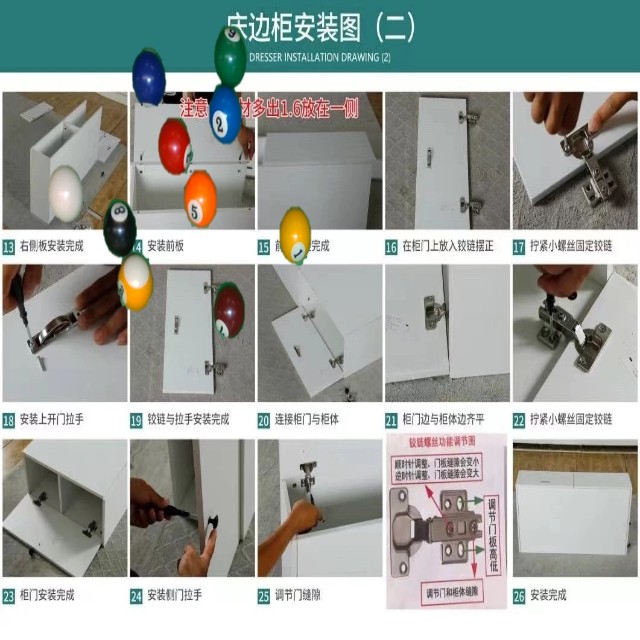 床边柜安装图（二）
DRESSER INSTALLATION DRAWING (2)
注意
材多出1.6放在一侧
13 右侧板安装完成
14 安装前板
15 前
完成
16 在柜门上放入铰链摆正
17 拧紧小螺丝固定铰链
18 安装上开门拉手
19 铰链与拉手安装完成
20 连接柜门与柜体
21 柜门边与柜体边齐平
22 拧紧小螺丝固定铰链
铰链螺丝功能调节图
顺时针调整、门板缝隙会变小
逆时针调整、门板缝隙会变大
调节门板高低
调节门和柜体缝隙
23 柜门安装完成
24 安装侧门拉手
25 调节门缝隙
26 安装完成
9
2
5
8
1
7